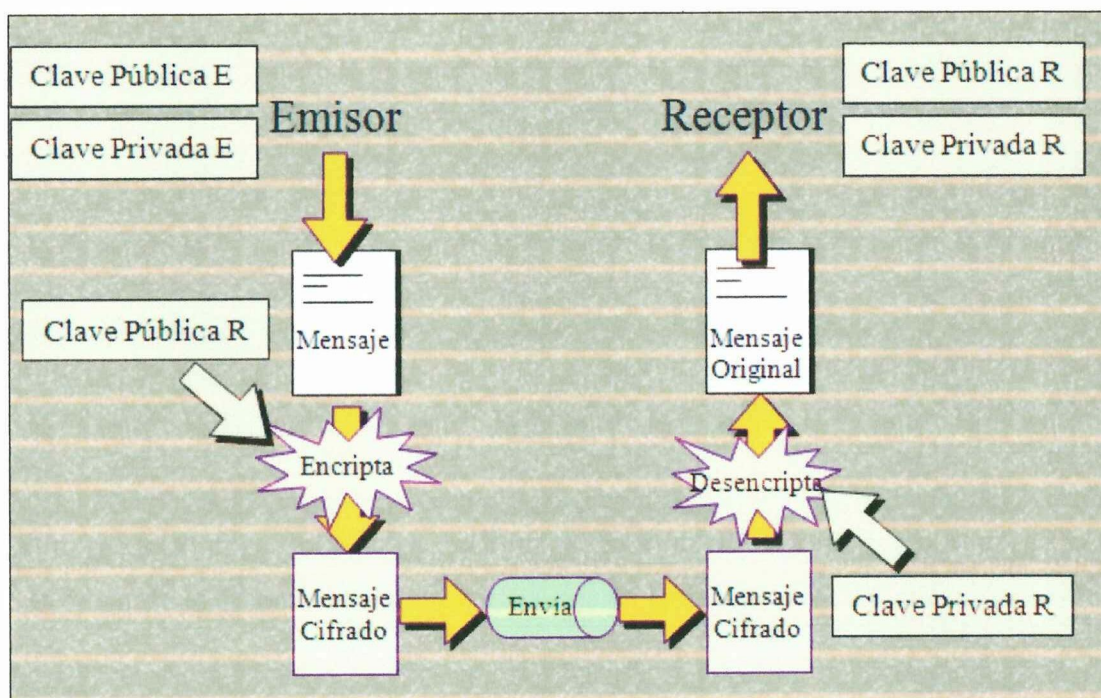 Clave Pública E
Clave Privada E
Emisor
Receptor
Clave Pública R
Clave Privada R
Clave Pública R
Mensaje
Mensaje
Original
Encripta
Desencripta
Mensaje
Cifrado
Envía
Mensaje
Cifrado
Clave Privada R